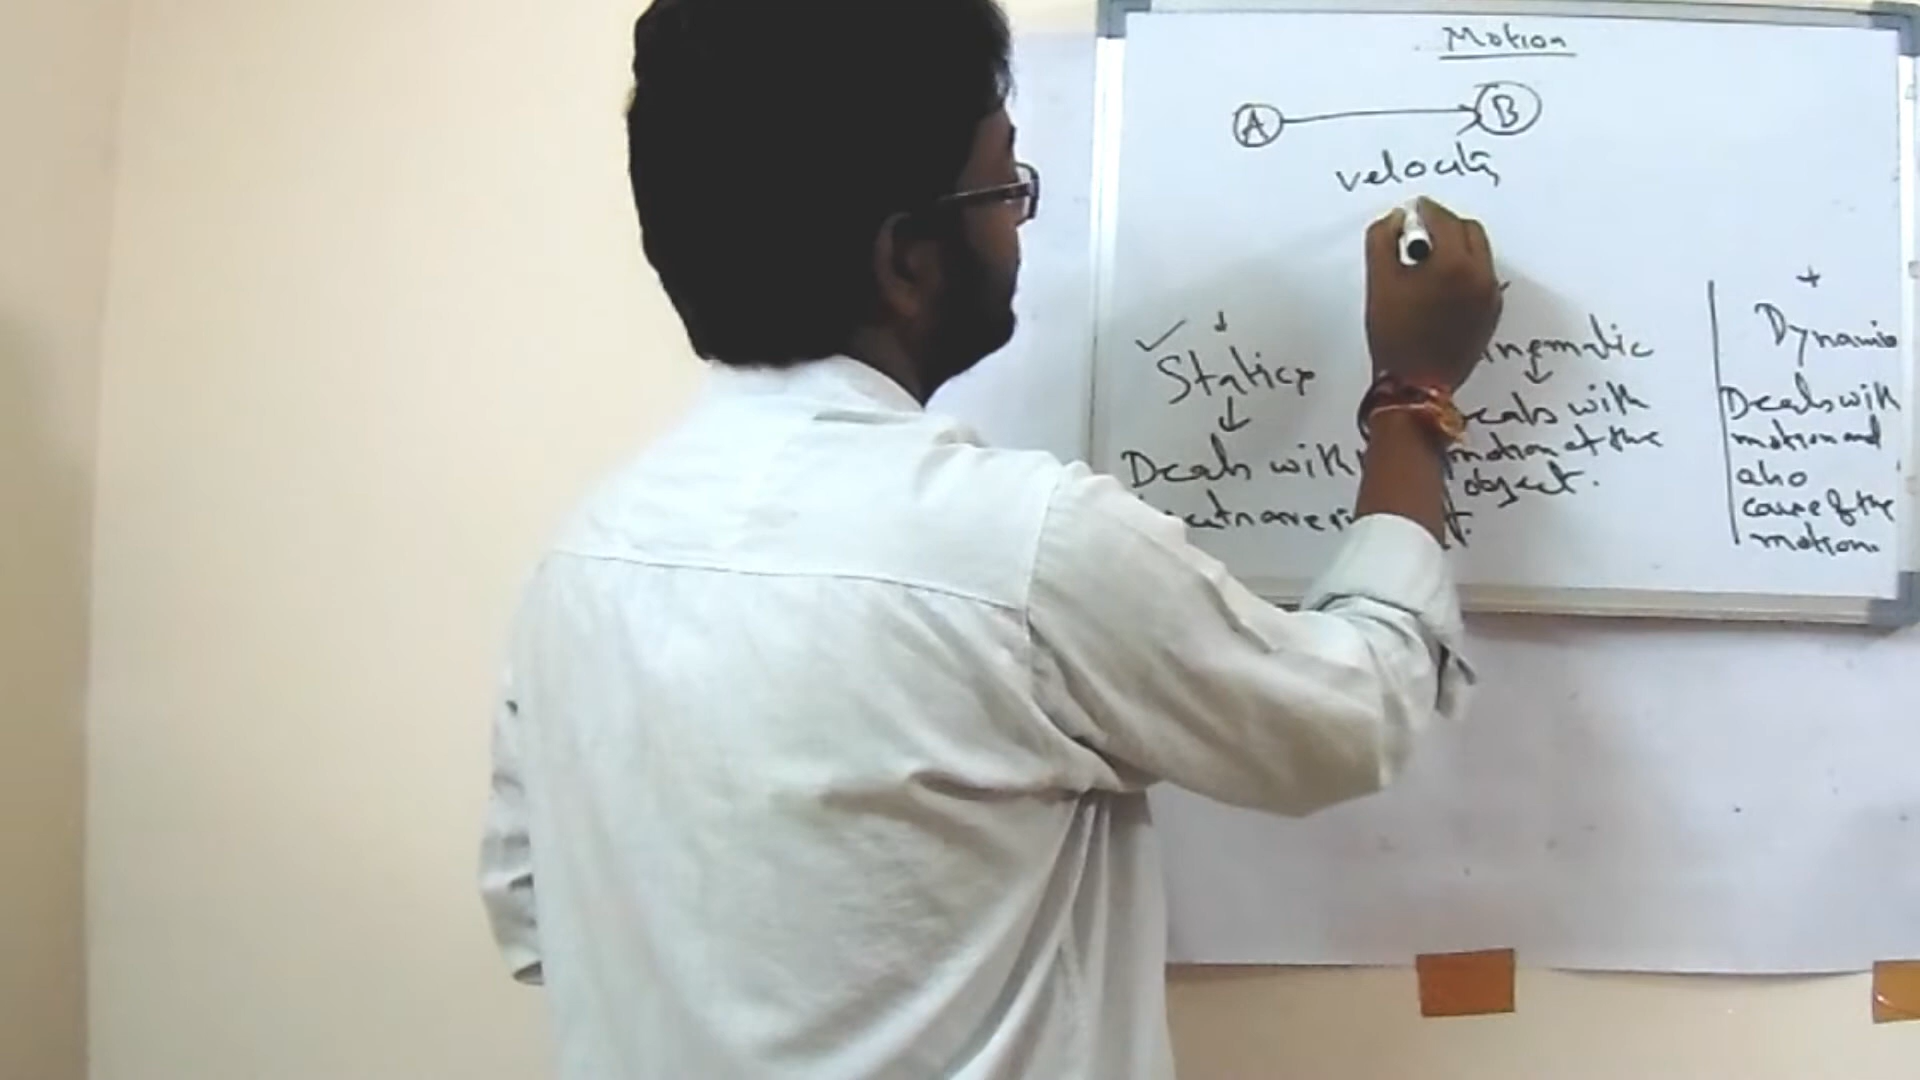 Motion
A B
velocity
Statics
Deals with
inematic
Deals with
motion of the
object.
Dynamic
Deals with
motion and
also
cause of the
motion.